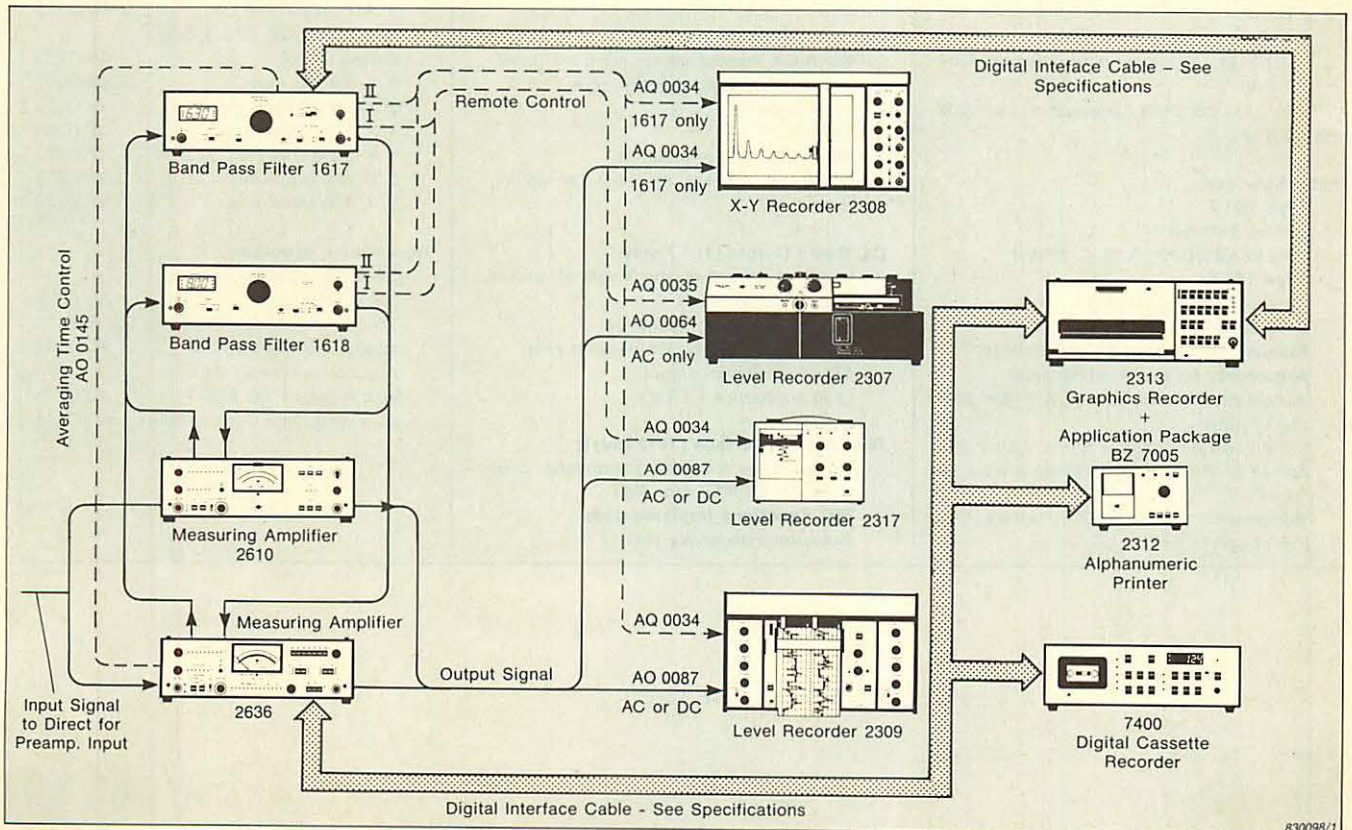 Digital Inteface Cable – See
Specifications
II
I
Remote Control
AQ 0034
1617 only
AQ 0034
1617 only
1630
Band Pass Filter 1617
X-Y Recorder 2308
Averaging Time Control
AO 0145
II
I
800
Band Pass Filter 1618
AQ 0035
AO 0064
AC only
Level Recorder 2307
2313
Graphics Recorder
+
Application Package
BZ 7005
Measuring Amplifier
2610
AQ 0034
AO 0087
AC or DC
Level Recorder 2317
2312
Alphanumeric
Printer
Measuring Amplifier
2636
Input Signal
to Direct for
Preamp. Input
Output Signal
AQ 0034
AO 0087
AC or DC
Level Recorder 2309
7400
Digital Cassette
Recorder
Digital Interface Cable - See Specifications
830098/1